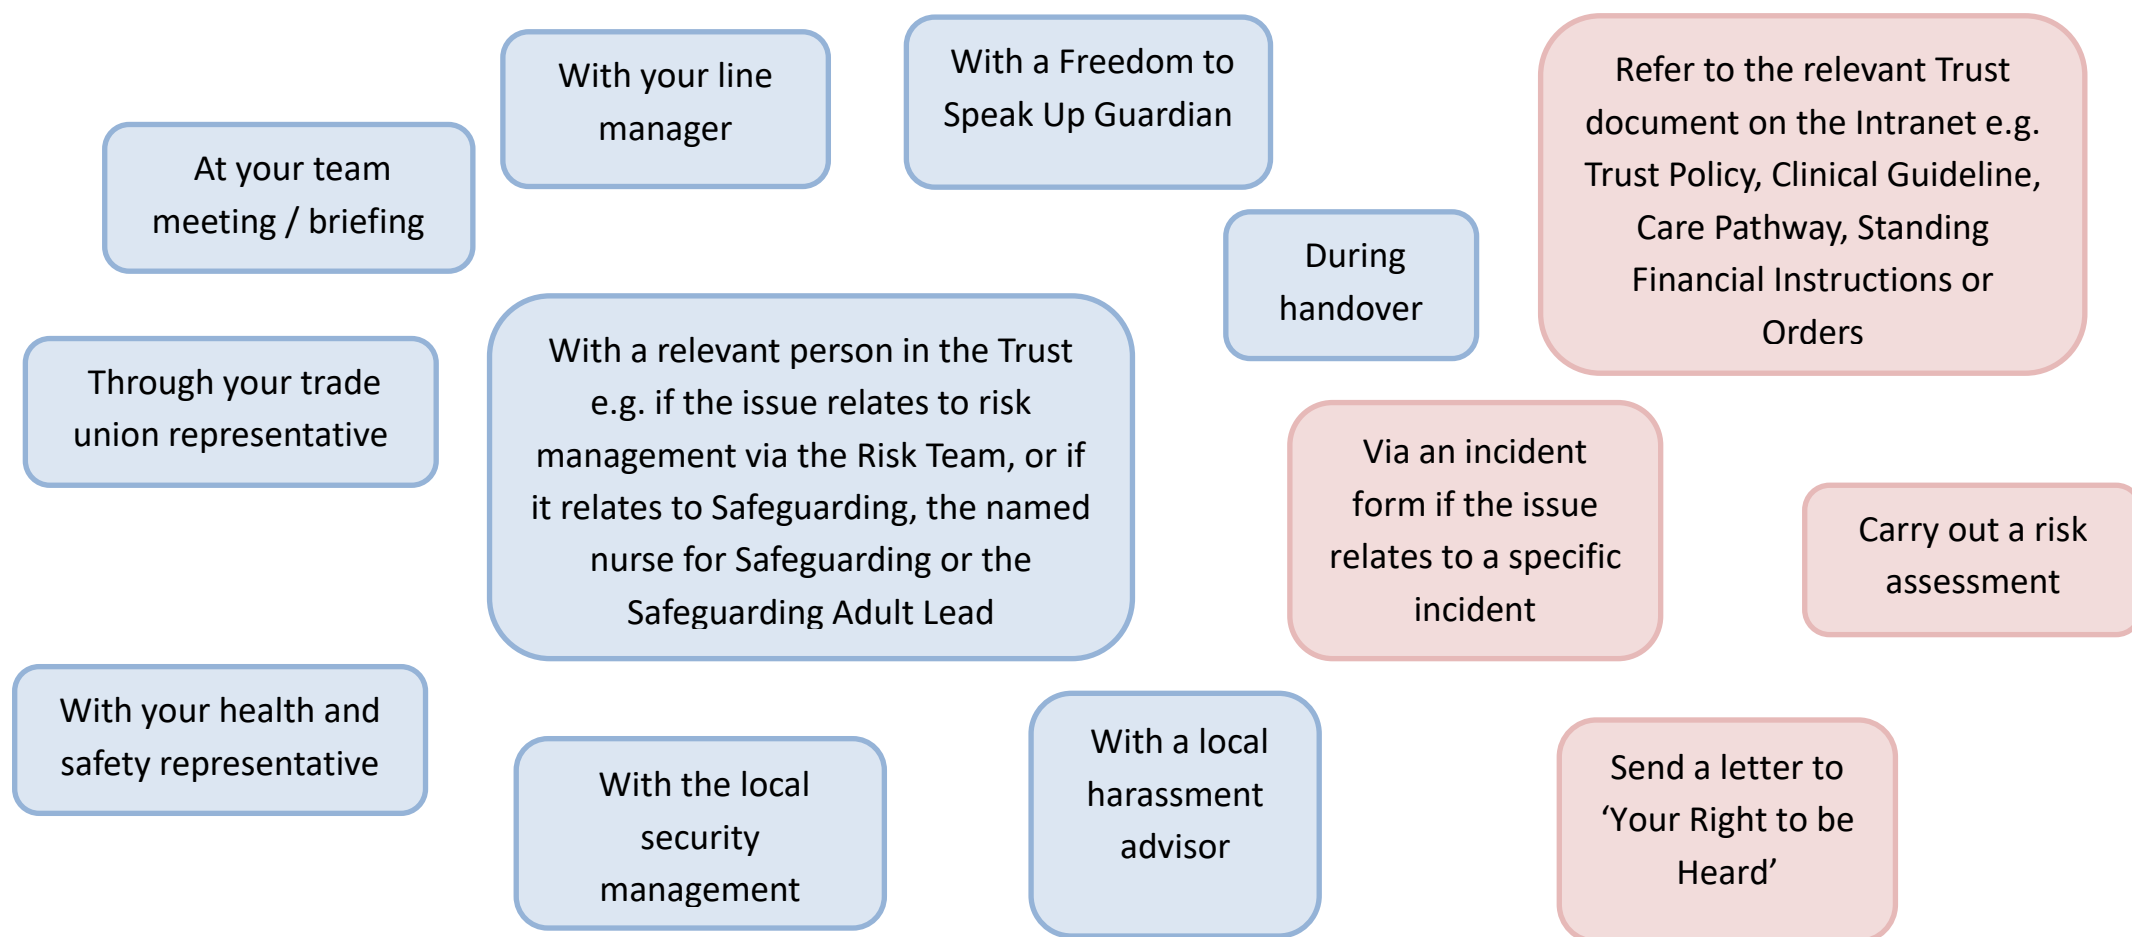 With your line
manager
With a Freedom to
Speak Up Guardian
Refer to the relevant Trust
document on the Intranet e.g.
Trust Policy, Clinical Guideline,
Care Pathway, Standing
Financial Instructions or
Orders
At your team
meeting / briefing
During
handover
With a relevant person in the Trust
e.g. if the issue relates to risk
management via the Risk Team, or if
it relates to Safeguarding, the named
nurse for Safeguarding or the
Safeguarding Adult Lead
Through your trade
union representative
Via an incident
form if the issue
relates to a specific
incident
Carry out a risk
assessment
With your health and
safety representative
With the local
security
management
With a local
harassment
advisor
Send a letter to
‘Your Right to be
Heard’